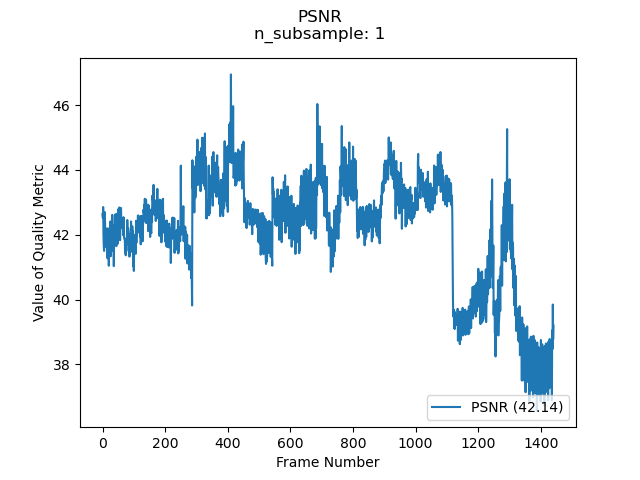 PSNR
n_subsample: 1
Value of Quality Metric
46
44
42
40
38
0
200
400
600
800
1000
1200
1400
Frame Number
PSNR (42.14)